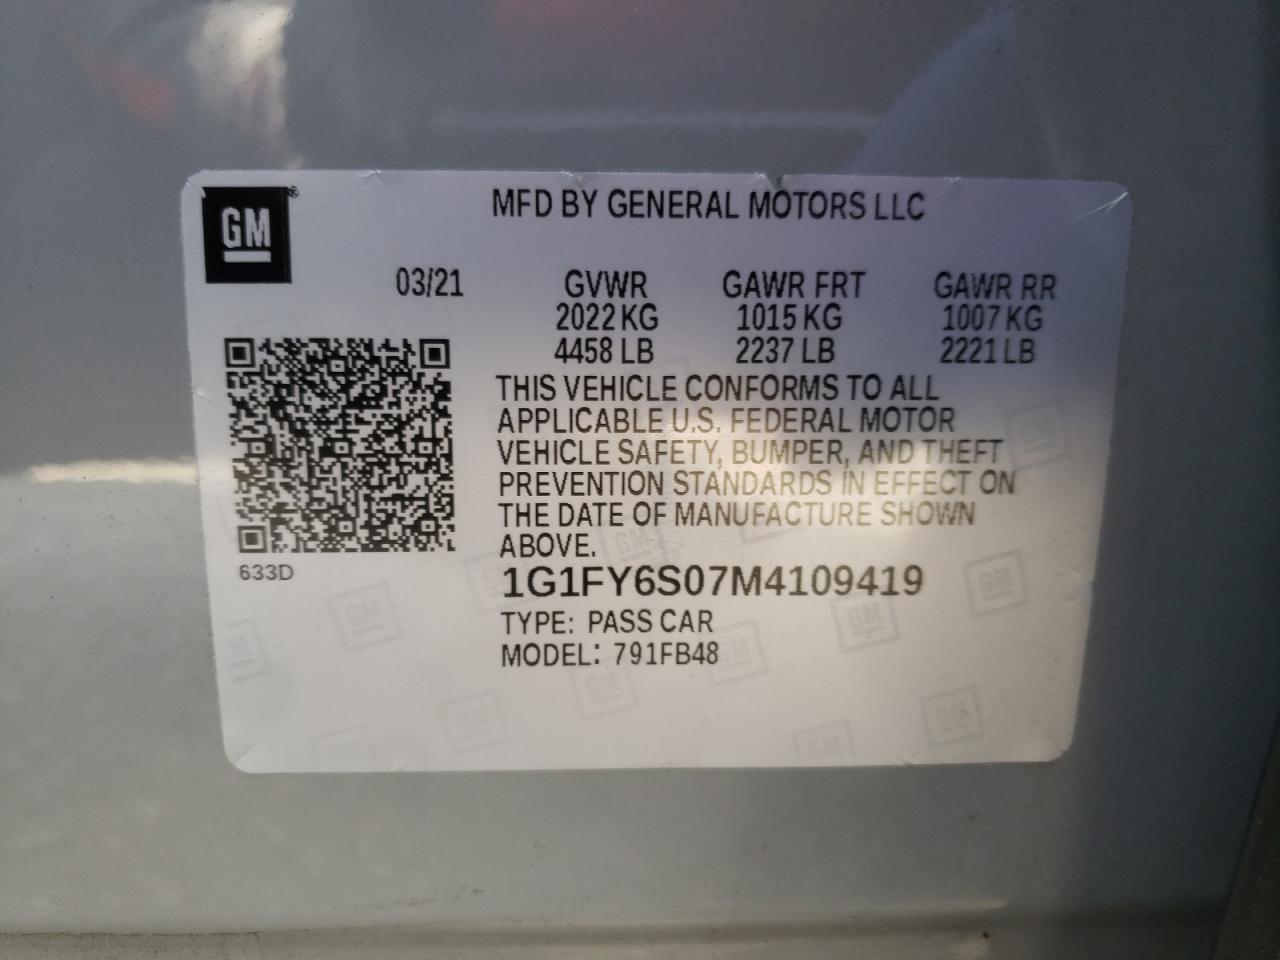 GM®
MFD BY GENERAL MOTORS LLC
03/21
GVWR GAWR FRT GAWR RR
2022 KG 1015 KG 1007 KG
4458 LB 2237 LB 2221 LB
THIS VEHICLE CONFORMS TO ALL
APPLICABLE U.S. FEDERAL MOTOR
VEHICLE SAFETY, BUMPER, AND THEFT
PREVENTION STANDARDS IN EFFECT ON
THE DATE OF MANUFACTURE SHOWN
ABOVE.
633D
1G1FY6S07M4109419
TYPE: PASS CAR
MODEL: 791FB48